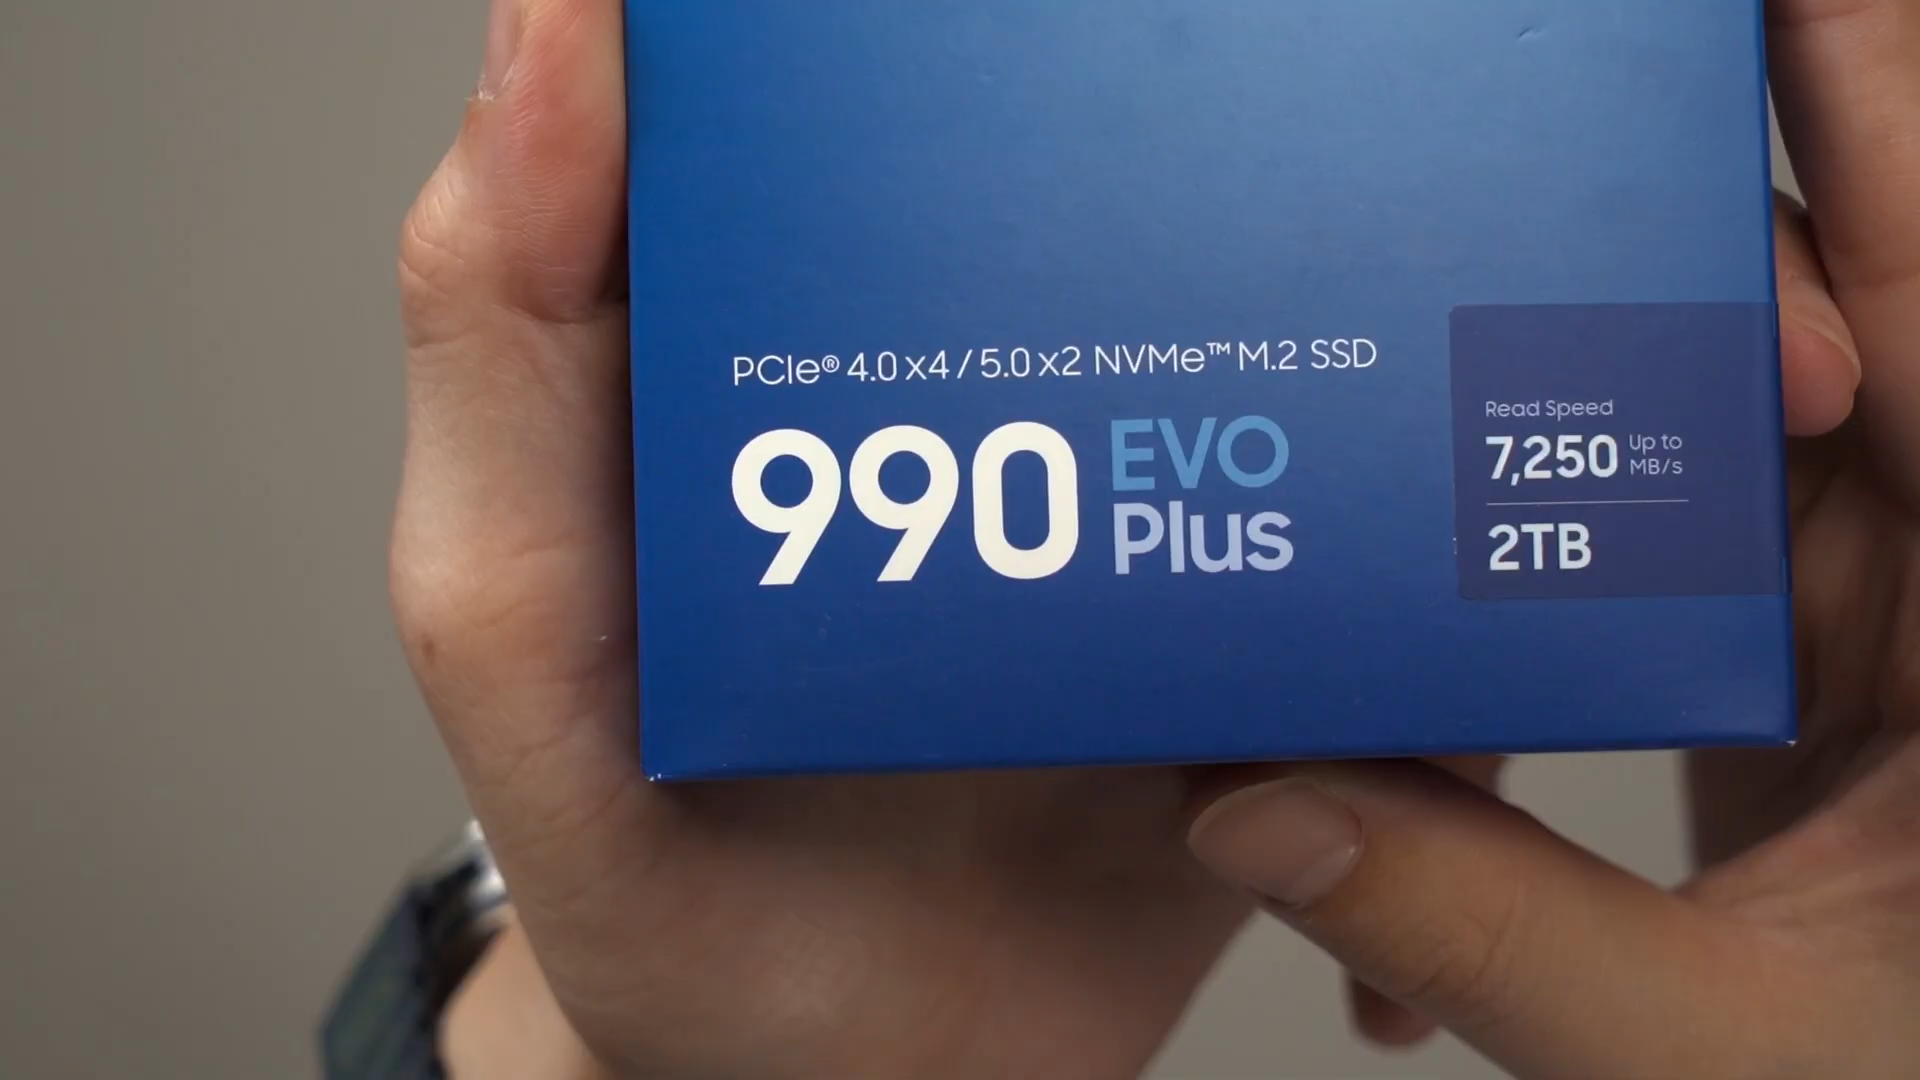 PCIe® 4.0 x4 / 5.0 x2 NVMe™ M.2 SSD
990 EVO Plus
Read Speed
7,250 Up to MB/s
2TB